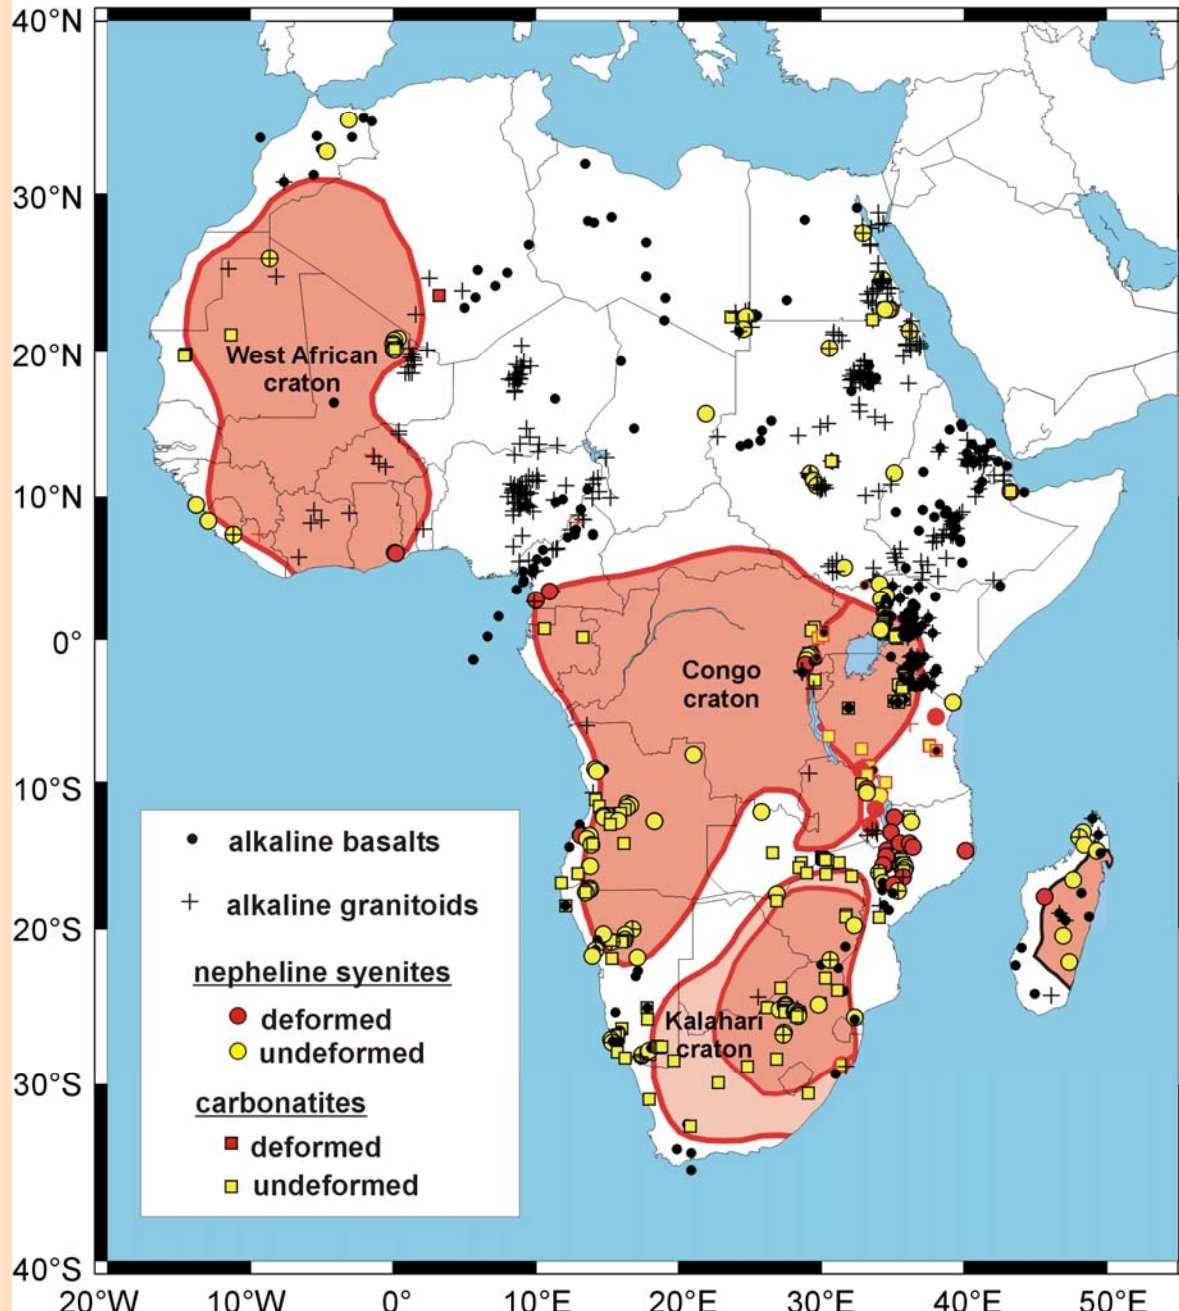 40°N
30°N
20°N
10°N
0°
10°S
20°S
30°S
40°S
West African
craton
Congo
craton
Kalahari
craton
alkaline basalts
alkaline granitoids
nepheline syenites
deformed
undeformed
carbonatites
deformed
undeformed
20°W 10°W 0° 10°E 20°E 30°E 40°E 50°E